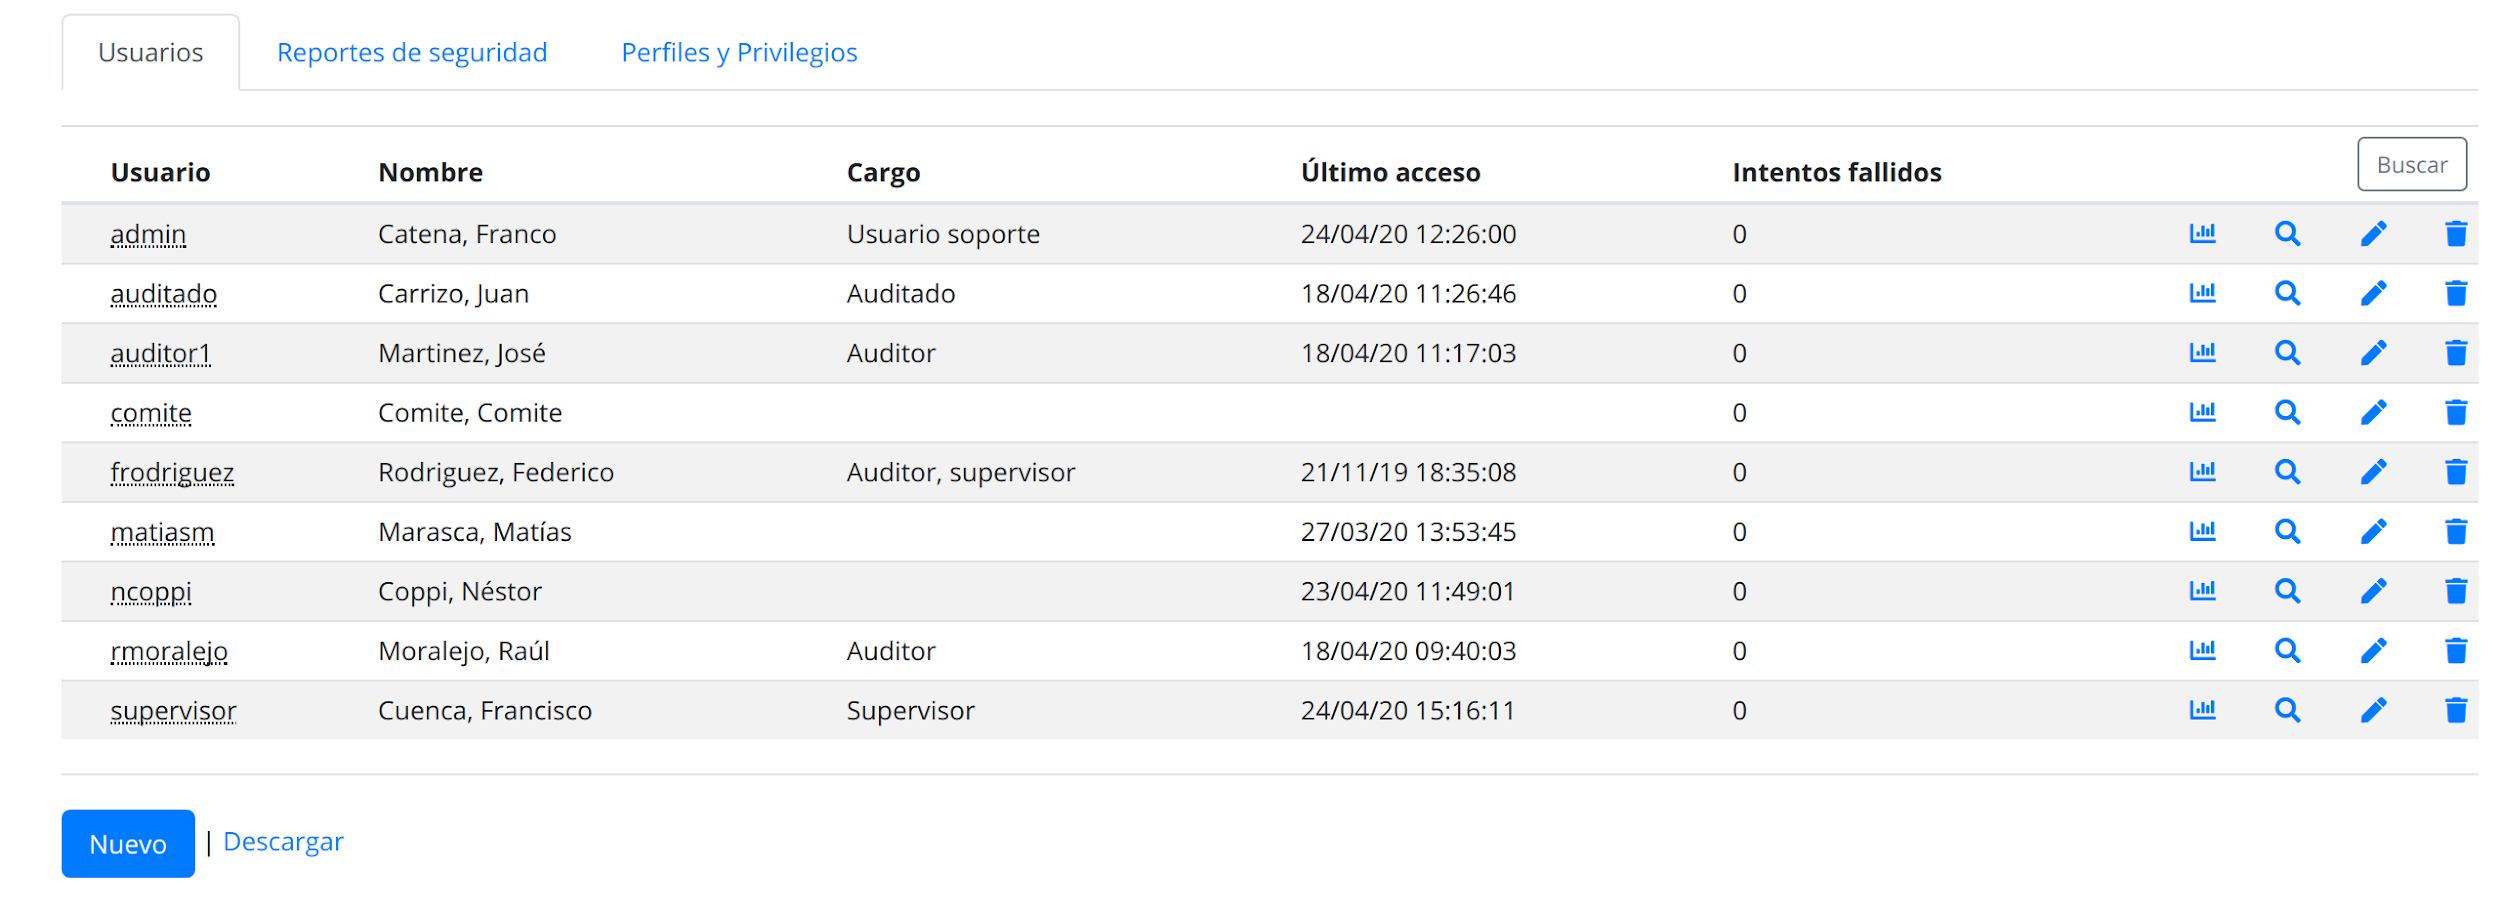 Usuarios Reportes de seguridad Perfiles y Privilegios
Usuario Nombre Cargo Último acceso Intentos fallidos Buscar
admin Catena, Franco Usuario soporte 24/04/20 12:26:00 0
auditado Carrizo, Juan Auditado 18/04/20 11:26:46 0
auditor1 Martinez, José Auditor 18/04/20 11:17:03 0
comite Comite, Comite 0
frodriguez Rodriguez, Federico Auditor, supervisor 21/11/19 18:35:08 0
matiasm Marasca, Matías 27/03/20 13:53:45 0
ncoppi Coppi, Néstor 23/04/20 11:49:01 0
rmoralejo Moralejo, Raúl Auditor 18/04/20 09:40:03 0
supervisor Cuenca, Francisco Supervisor 24/04/20 15:16:11 0
Nuevo | Descargar